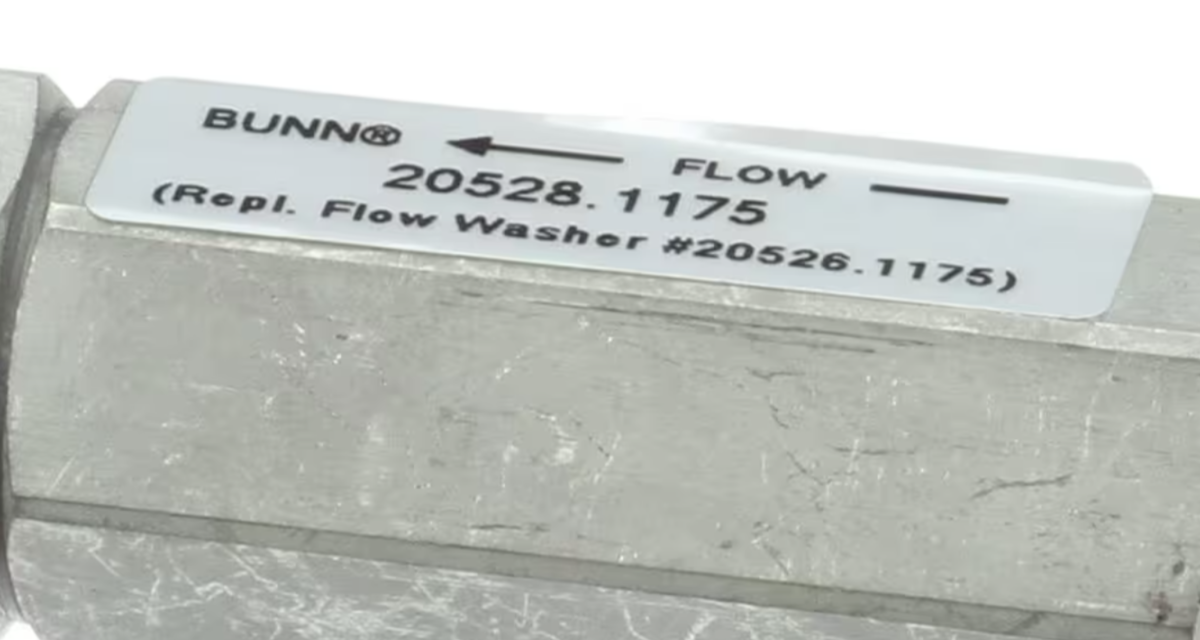 BUNN® FLOW
20528.1175
(Repl. Flow Washer #20526.1175)